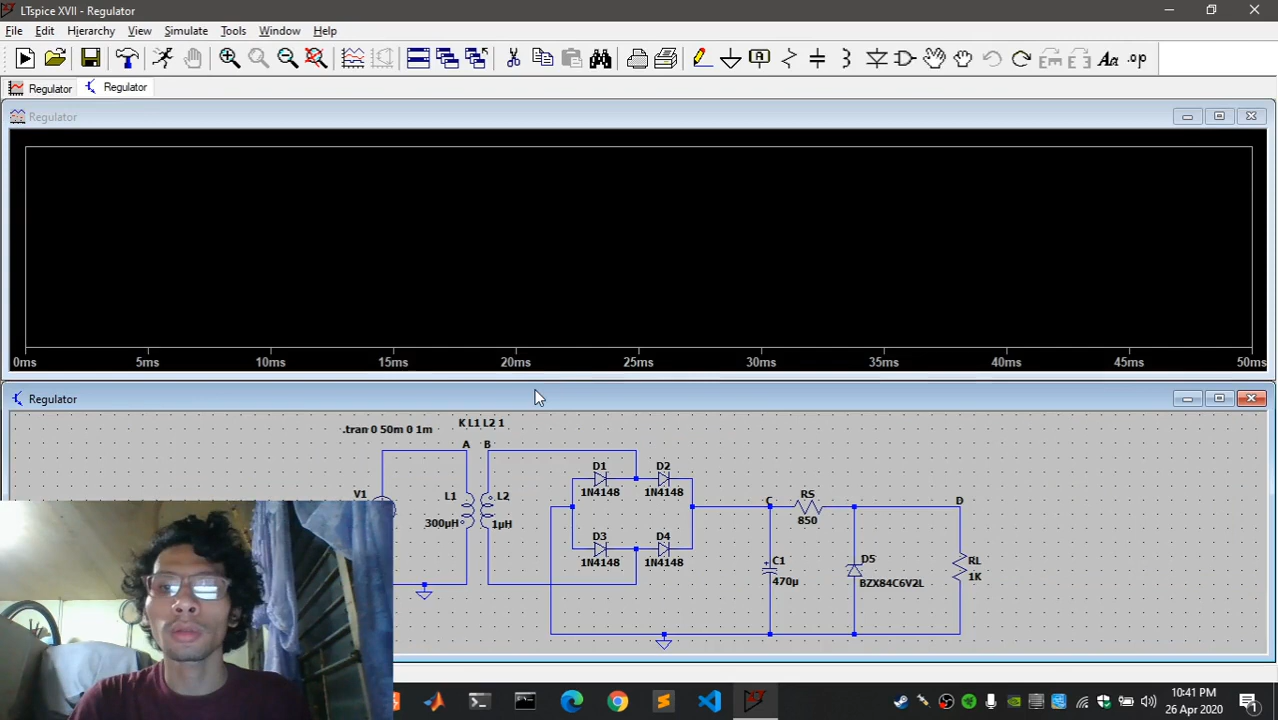 LTspice XVII - Regulator
File Edit Hierarchy View Simulate Tools Window Help
Regulator Regulator
Regulator
0ms 5ms 10ms 15ms 20ms 25ms 30ms 35ms 40ms 45ms 50ms
Regulator
.tran 0 50m 0 1m
K L1 L2 1
A B
V1
L1
300µH
L2
1µH
D1
1N4148
D2
1N4148
D3
1N4148
D4
1N4148
C
RS
850
C1
470µ
D5
BZX84C6V2L
D
RL
1K
10:41 PM
26 Apr 2020